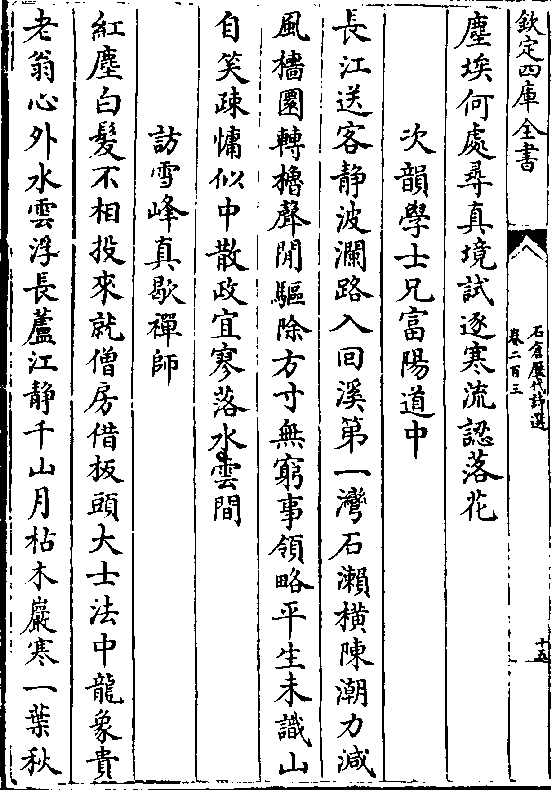 欽定四庫全書
石倉歷代詩選
卷二百三
十五
塵埃何處尋真境試逐寒流認落花
次韻學士兄富陽道中
長江送客静波瀾路入回溪第一灣石瀨橫陳潮力減
風檣圜轉櫓聲閒驅除方寸無窮事領略平生未識山
自笑疎慵似中散政宜寥落水雲間
訪雪峰真歇禪師
紅塵白髮不相投來就僧房借板頭大士法中龍象貴
老翁心外水雲浮長蘆江静千山月枯木巖寒一葉秋